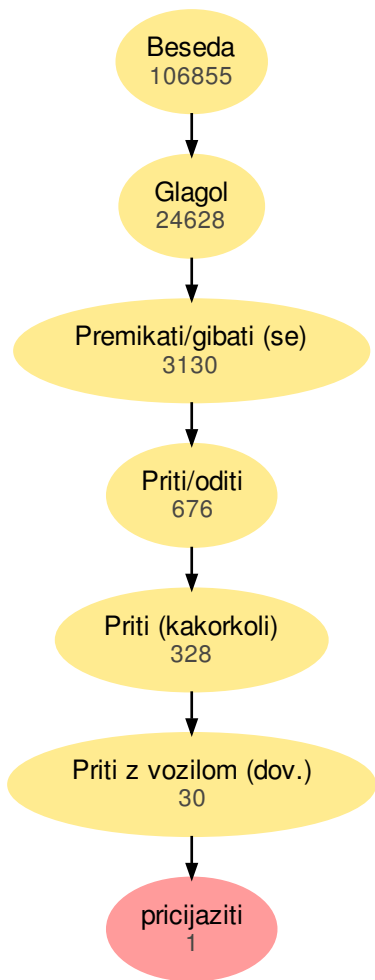 Beseda
106855
Glagol
24628
Premikati/gibati (se)
3130
Priti/oditi
676
Priti (kakorkoli)
328
Priti z vozilom (dov.)
30
pricijaziti
1